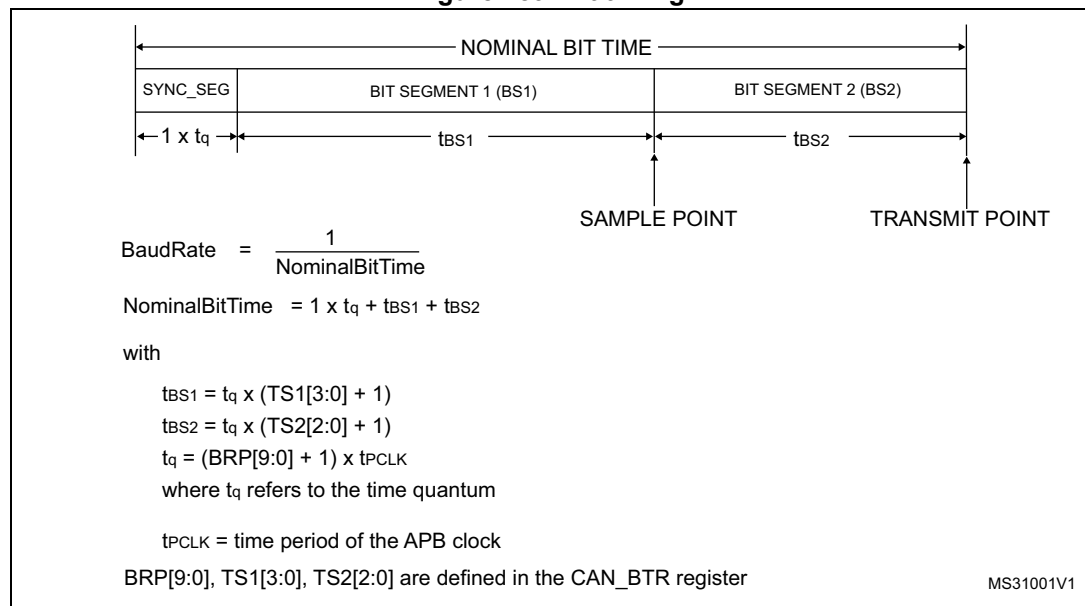 NOMINAL BIT TIME
SYNC_SEG BIT SEGMENT 1 (BS1) BIT SEGMENT 2 (BS2)
1 x tq tBS1 tBS2
SAMPLE POINT TRANSMIT POINT
BaudRate = 1
NominalBitTime
NominalBitTime = 1 x tq + tBS1 + tBS2
with
tBS1 = tq x (TS1[3:0] + 1)
tBS2 = tq x (TS2[2:0] + 1)
tq = (BRP[9:0] + 1) x tPCLK
where tq refers to the time quantum
tPCLK = time period of the APB clock
BRP[9:0], TS1[3:0], TS2[2:0] are defined in the CAN_BTR register
MS31001V1